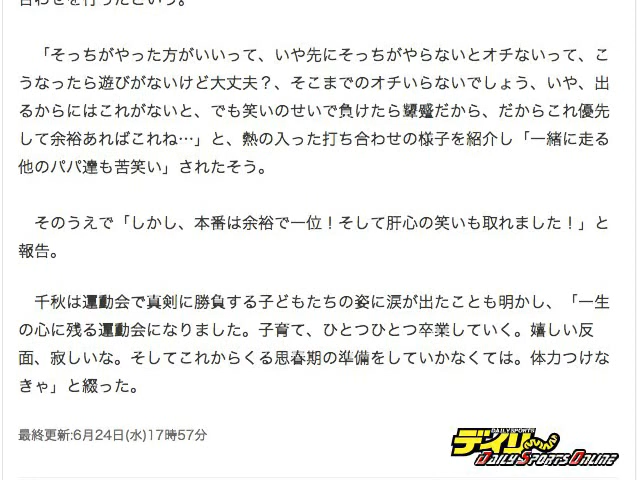 合わせを行ったという。
「そっちがやった方がいいって、いや先にそっちがやらないとオチないって、こ
うなったら遊びがないけど大丈夫？、そこまでのオチいらないでしょう、いや、出
るからにはこれがないと、でも笑いのせいで負けたら顰蹙だから、だからこれ優先
して余裕あればこれね…」と、熱の入った打ち合わせの様子を紹介し「一緒に走る
他のパパ達も苦笑い」されたそう。
そのうえで「しかし、本番は余裕で一位！そして肝心の笑いも取れました！」と
報告。
千秋は運動会で真剣に勝負する子どもたちの姿に涙が出たことも明かし、「一生
の心に残る運動会になりました。子育て、ひとつひとつ卒業していく。嬉しい反
面、寂しいな。そしてこれからくる思春期の準備をしていかなくては。体力つけな
きゃ」と綴った。
最終更新:6月24日(水)17時57分
DAILY SPORTS
デイリー
DAILY SPORTS ONLINE